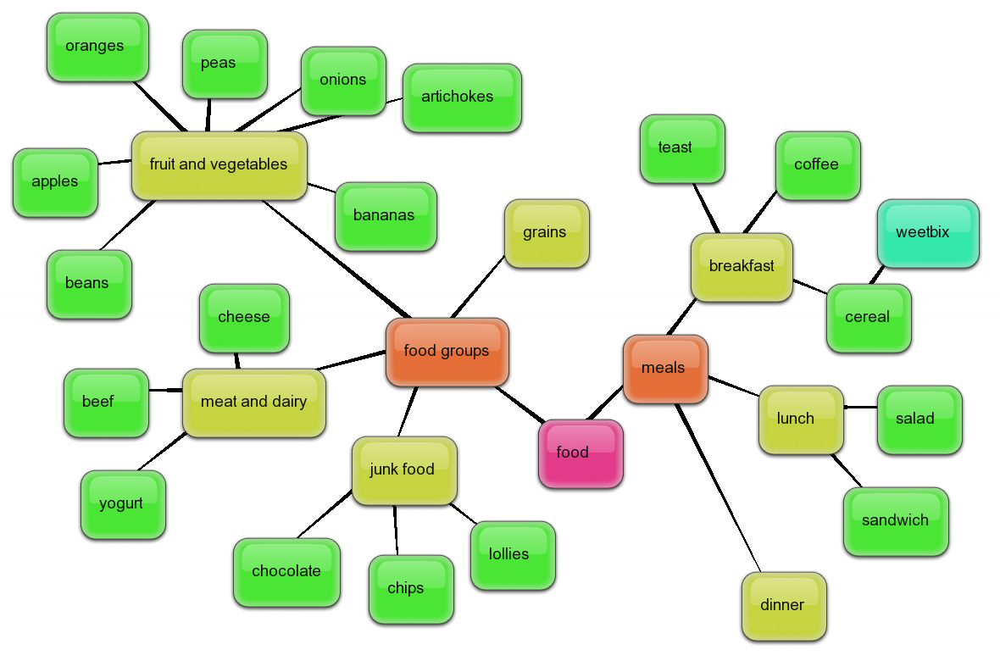 oranges
peas
onions
artichokes
fruit and vegetables
apples
bananas
beans
grains
cheese
food groups
beef
meat and dairy
yogurt
junk food
chocolate
chips
lollies
food
teast
coffee
weetbix
breakfast
cereal
meals
lunch
salad
sandwich
dinner